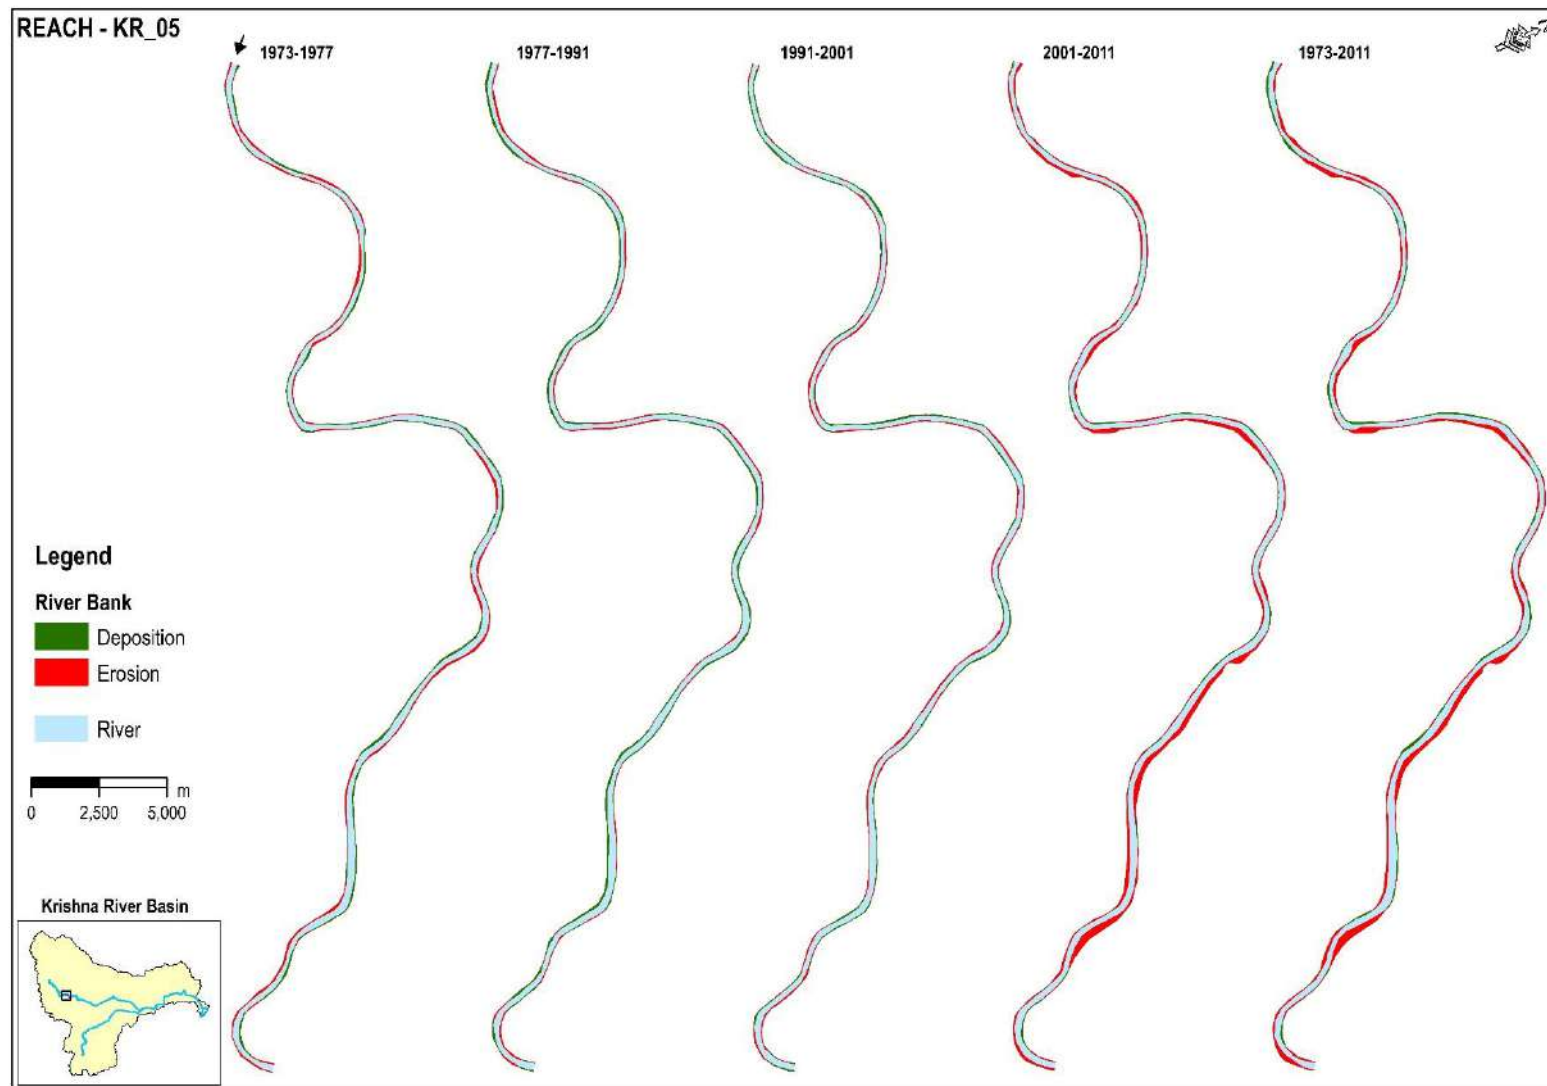 REACH - KR_05
1973-1977
1977-1991
1991-2001
2001-2011
1973-2011
Legend
River Bank
Deposition
Erosion
River
m
0 2,500 5,000
Krishna River Basin